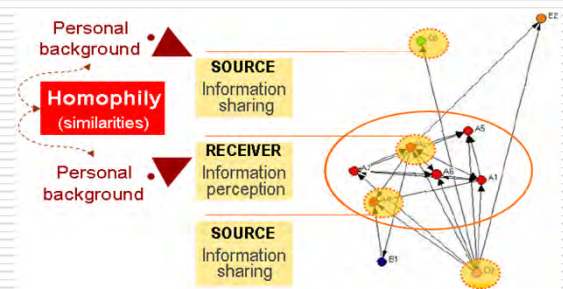 Personal
background
Homophily
(similarities)
Personal
background
SOURCE
Information
sharing
RECEIVER
Information
perception
SOURCE
Information
sharing
E2
A5
A7
A6
A1
B1